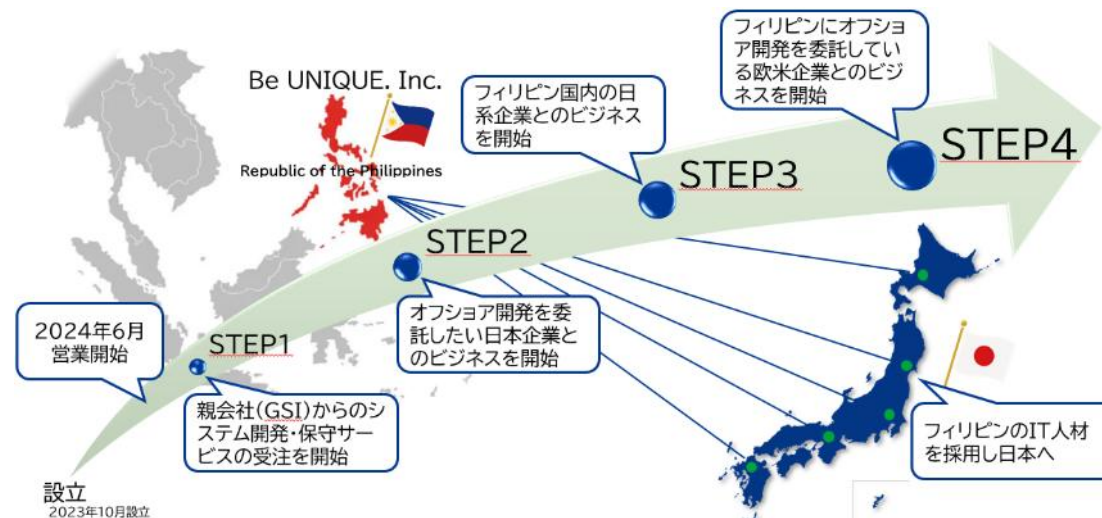 Be UNIQUE. Inc.
Republic of the Philippines
フィリピン国内の日
系企業とのビジネス
を開始
フィリピンにオフショ
ア開発を委託してい
る欧米企業とのビジ
ネスを開始
STEP4
STEP3
STEP2
オフショア開発を委
託したい日本企業と
のビジネスを開始
2024年6月
営業開始
STEP1
親会社(GSI)からのシ
ステム開発・保守サー
ビスの受注を開始
フィリピンのIT人材
を採用し日本へ
設立
2023年10月設立